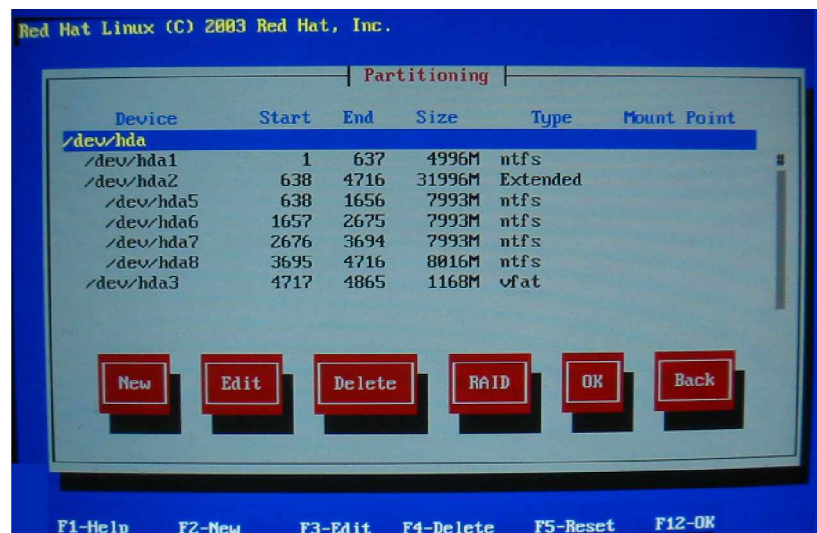 Red Hat Linux (C) 2003 Red Hat, Inc.
Partitioning
Device Start End Size Type Mount Point
/dev/hda
/dev/hda1 1 637 4996M ntfs
/dev/hda2 638 4716 31996M Extended
/dev/hda5 638 1656 7993M ntfs
/dev/hda6 1657 2675 7993M ntfs
/dev/hda7 2676 3694 7993M ntfs
/dev/hda8 3695 4716 8016M ntfs
/dev/hda3 4717 4865 1168M vfat
New Edit Delete RAID OK Back
F1-Help F2-New F3-Edit F4-Delete F5-Reset F12-OK